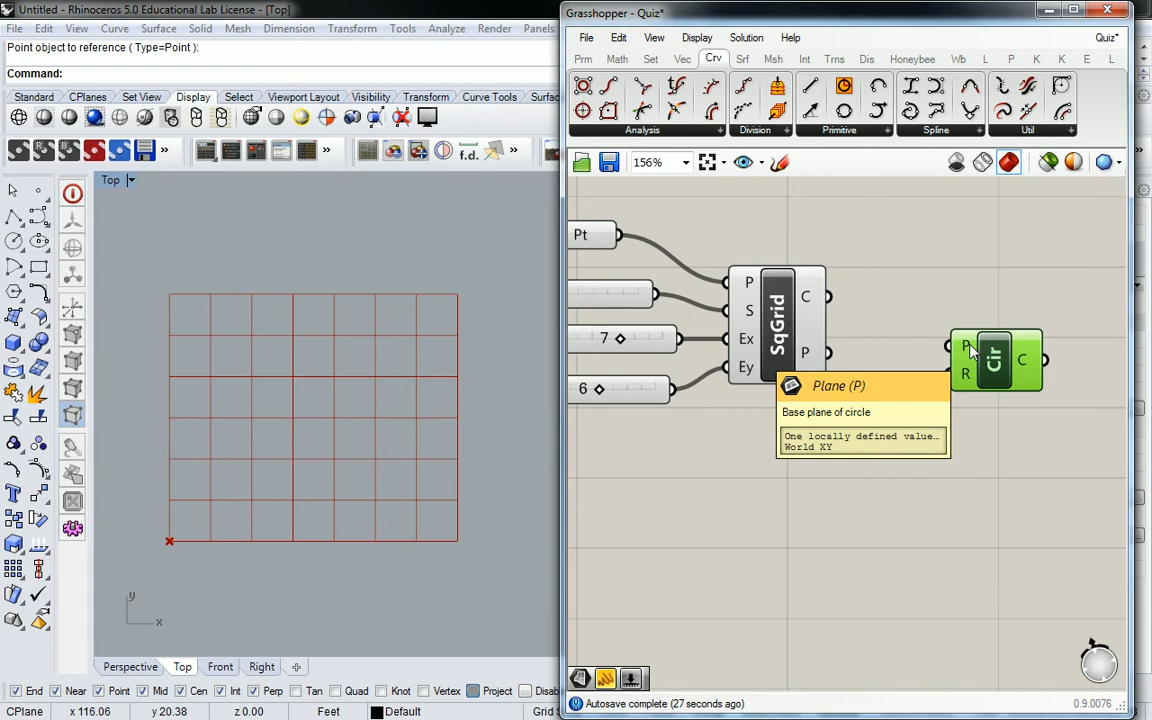 Untitled - Rhinoceros 5.0 Educational Lab License - [Top]
File Edit View Curve Surface Solid Mesh Dimension Transform Tools Analyze Render Panels
Point object to reference ( Type=Point ):
Command:
Standard CPlanes Set View Display Select Viewport Layout Visibility Transform Curve Tools Surfac
» f.d. »
Top
y
x
Perspective Top Front Right
End Near Point Mid Cen Int Perp Tan Quad Knot Vertex Project Disab
CPlane x 116.06 y 20.38 z 0.00 Feet Default Grid S
Grasshopper - Quiz*
File Edit View Display Solution Help Quiz*
Prm Math Set Vec Crv Srf Msh Int Trns Dis Honeybee Wb L P K K E L
Analysis Division Primitive Spline Util
156%
Pt
7
6
P
S
Ex
Ey
SqGrid
C
P
P
R
Cir
C
Plane (P)
Base plane of circle
One locally defined value…
World XY
Autosave complete (27 seconds ago) 0.9.0076